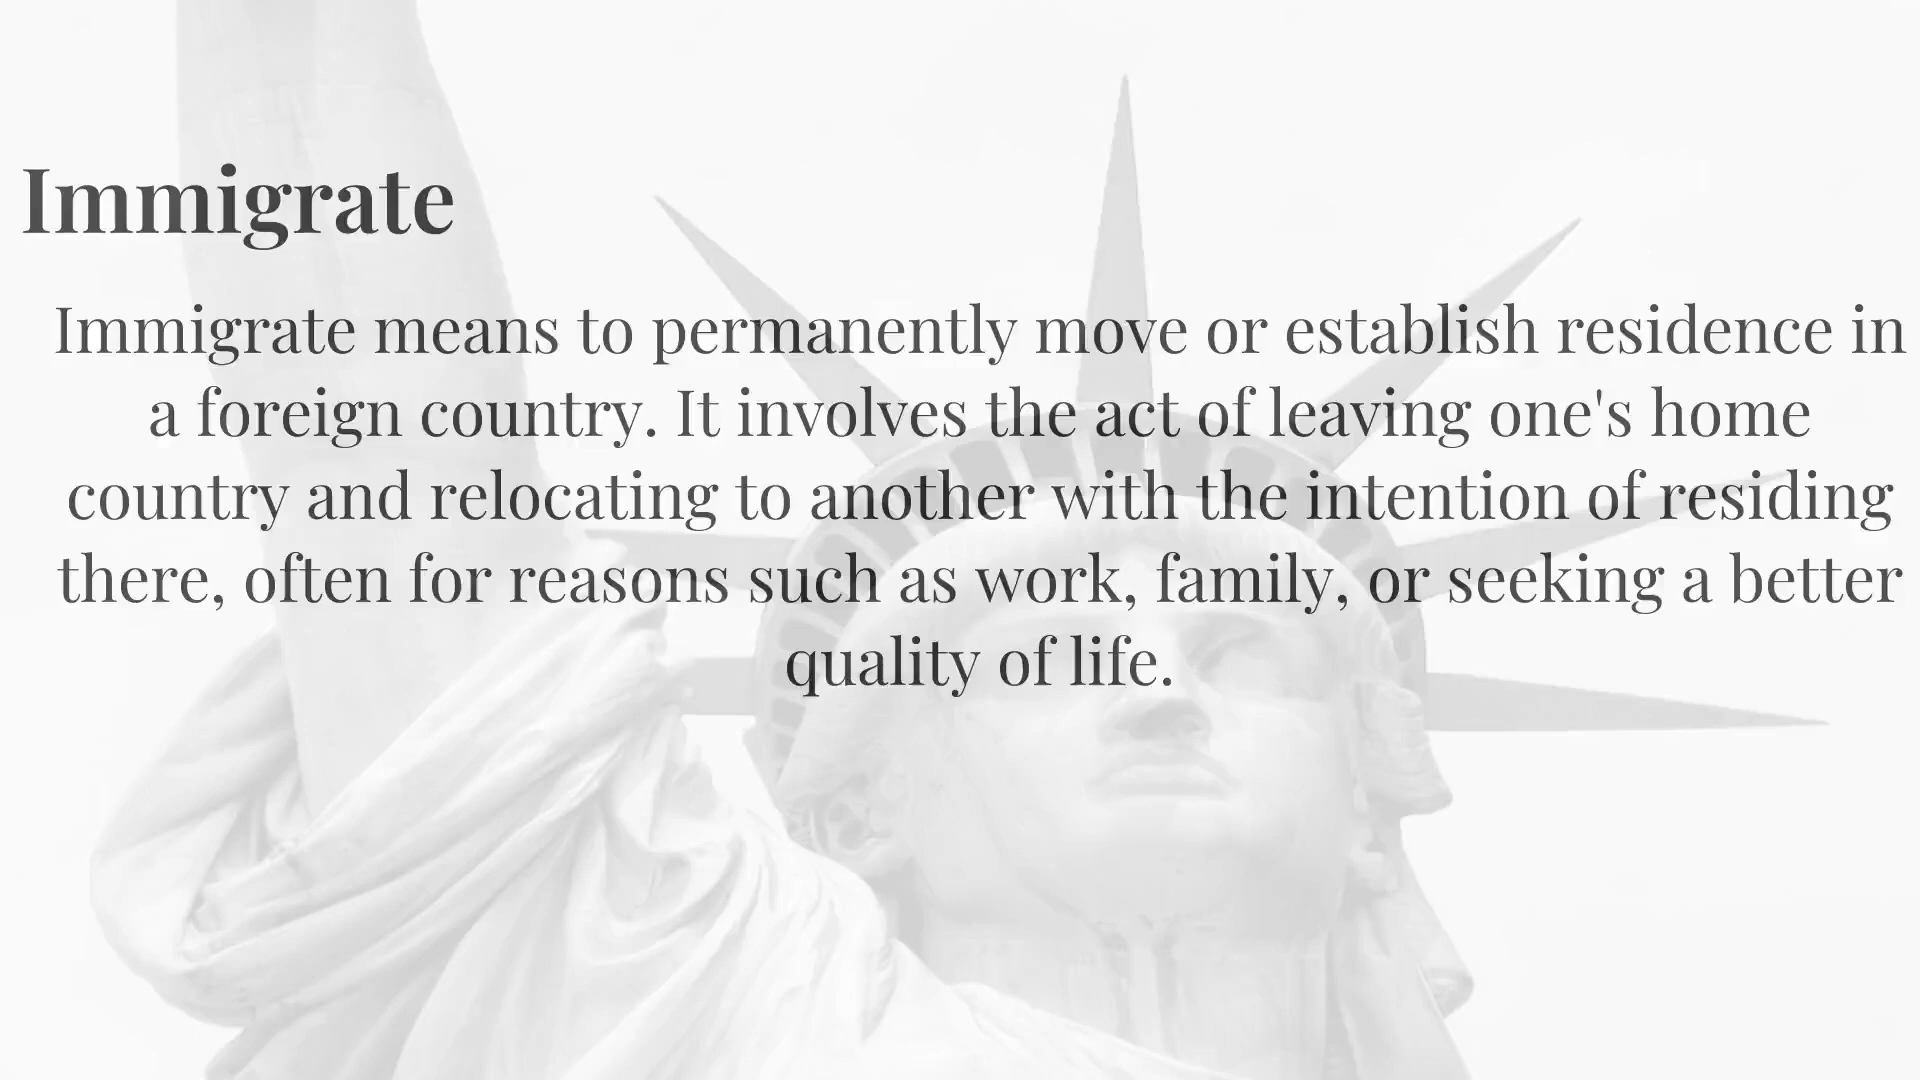 Immigrate
Immigrate means to permanently move or establish residence in
a foreign country. It involves the act of leaving one's home
country and relocating to another with the intention of residing
there, often for reasons such as work, family, or seeking a better
quality of life.